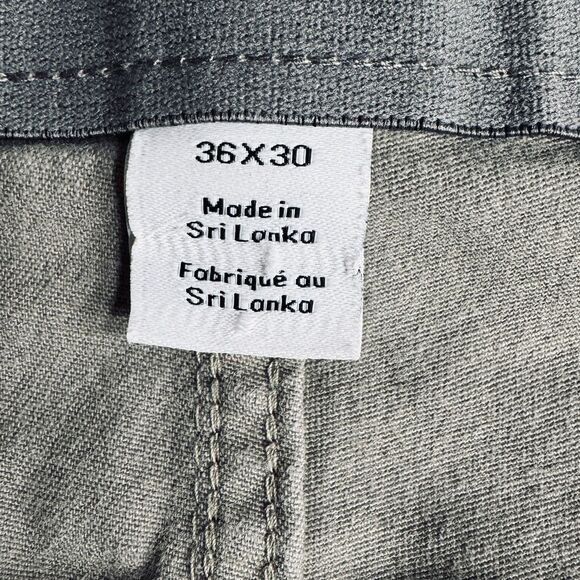 36X30
Made in
Sri Lanka
Fabriqué au
Sri Lanka